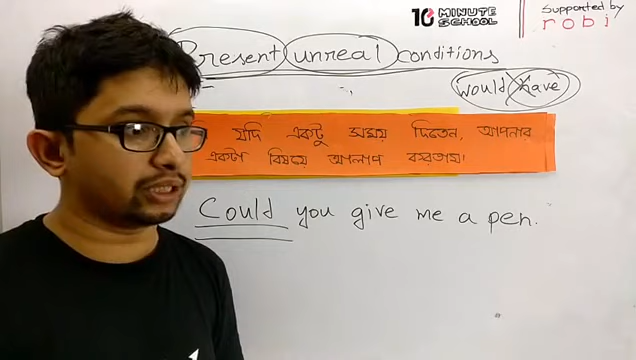 10 MINUTE SCHOOL
Supported by
robi
Present unreal conditions
would have
যদি একটু সময় দিতেন, আপনার
একটা বিষয়ে আলাপ করতাম।
Could you give me a pen.